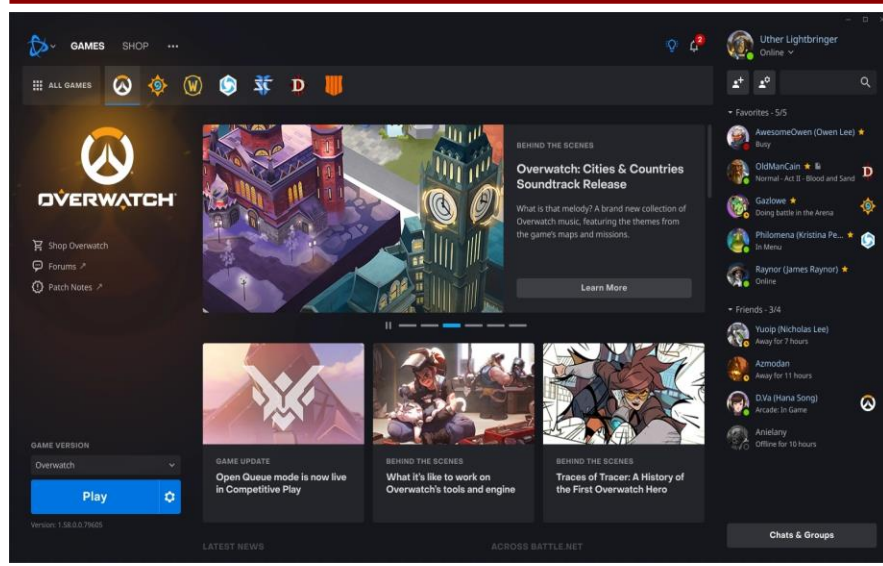 GAMES SHOP
2
ALL GAMES
OVERWATCH
Shop Overwatch
Forums ↗
Patch Notes ↗
GAME VERSION
Overwatch
Play
Version: 1.58.0.0.79605
BEHIND THE SCENES
Overwatch: Cities & Countries
Soundtrack Release
What is that melody? A brand new collection of
Overwatch music, featuring the themes from
the game's maps and missions.
Learn More
GAME UPDATE
Open Queue mode is now live
in Competitive Play
BEHIND THE SCENES
What it's like to work on
Overwatch's tools and engine
BEHIND THE SCENES
Traces of Tracer: A History of
the First Overwatch Hero
LATEST NEWS
ACROSS BATTLE.NET
Uther Lightbringer
Online
Favorites - 5/5
AwesomeOwen (Owen Lee)
Busy
OldManCain
Normal - Act II - Blood and Sand
Gazlowe
Doing battle in the Arena
Philomena (Kristina Pe...
In Menu
Raynor (James Raynor)
Online
Friends - 3/4
Yuoip (Nicholas Lee)
Away for 7 hours
Azmodan
Away for 11 hours
D.Va (Hana Song)
Arcade: In Game
Anielany
Offline for 10 hours
Chats & Groups